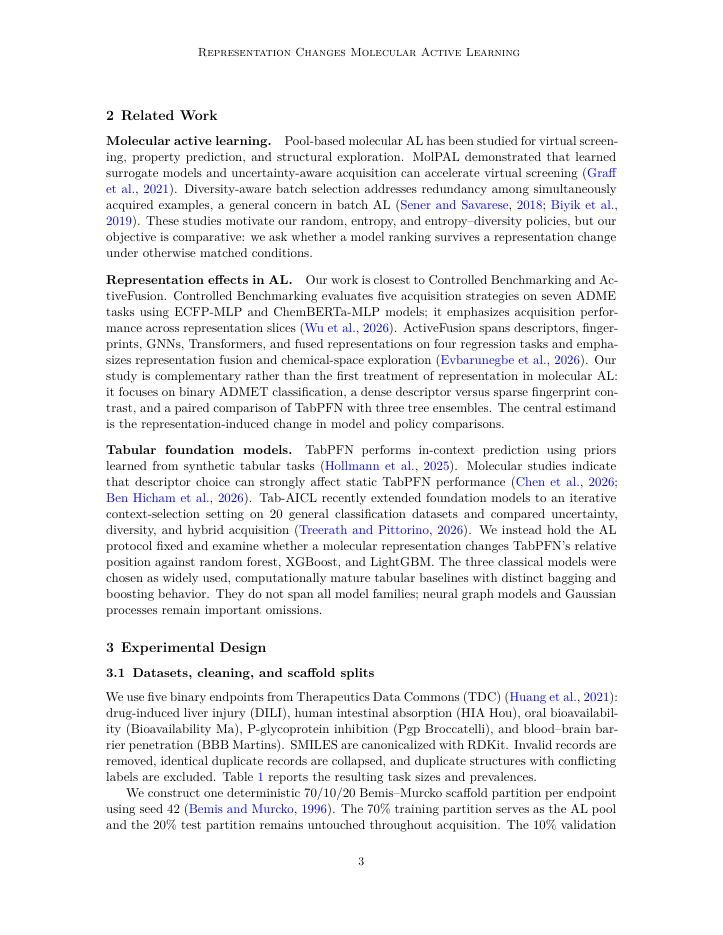 Representation Changes Molecular Active Learning
2 Related Work
Molecular active learning. Pool-based molecular AL has been studied for virtual screen-
ing, property prediction, and structural exploration. MolPAL demonstrated that learned
surrogate models and uncertainty-aware acquisition can accelerate virtual screening (Graff
et al., 2021). Diversity-aware batch selection addresses redundancy among simultaneously
acquired examples, a general concern in batch AL (Sener and Savarese, 2018; Biyik et al.,
2019). These studies motivate our random, entropy, and entropy–diversity policies, but our
objective is comparative: we ask whether a model ranking survives a representation change
under otherwise matched conditions.
Representation effects in AL. Our work is closest to Controlled Benchmarking and Ac-
tiveFusion. Controlled Benchmarking evaluates five acquisition strategies on seven ADME
tasks using ECFP-MLP and ChemBERTa-MLP models; it emphasizes acquisition perfor-
mance across representation slices (Wu et al., 2026). ActiveFusion spans descriptors, finger-
prints, GNNs, Transformers, and fused representations on four regression tasks and empha-
sizes representation fusion and chemical-space exploration (Evbarunegbe et al., 2026). Our
study is complementary rather than the first treatment of representation in molecular AL:
it focuses on binary ADMET classification, a dense descriptor versus sparse fingerprint con-
trast, and a paired comparison of TabPFN with three tree ensembles. The central estimand
is the representation-induced change in model and policy comparisons.
Tabular foundation models. TabPFN performs in-context prediction using priors
learned from synthetic tabular tasks (Hollmann et al., 2025). Molecular studies indicate
that descriptor choice can strongly affect static TabPFN performance (Chen et al., 2026;
Ben Hicham et al., 2026). Tab-AICL recently extended foundation models to an iterative
context-selection setting on 20 general classification datasets and compared uncertainty,
diversity, and hybrid acquisition (Treerath and Pittorino, 2026). We instead hold the AL
protocol fixed and examine whether a molecular representation changes TabPFN's relative
position against random forest, XGBoost, and LightGBM. The three classical models were
chosen as widely used, computationally mature tabular baselines with distinct bagging and
boosting behavior. They do not span all model families; neural graph models and Gaussian
processes remain important omissions.
3 Experimental Design
3.1 Datasets, cleaning, and scaffold splits
We use five binary endpoints from Therapeutics Data Commons (TDC) (Huang et al., 2021):
drug-induced liver injury (DILI), human intestinal absorption (HIA Hou), oral bioavailabil-
ity (Bioavailability Ma), P-glycoprotein inhibition (Pgp Broccatelli), and blood–brain bar-
rier penetration (BBB Martins). SMILES are canonicalized with RDKit. Invalid records are
removed, identical duplicate records are collapsed, and duplicate structures with conflicting
labels are excluded. Table 1 reports the resulting task sizes and prevalences.
We construct one deterministic 70/10/20 Bemis–Murcko scaffold partition per endpoint
using seed 42 (Bemis and Murcko, 1996). The 70% training partition serves as the AL pool
and the 20% test partition remains untouched throughout acquisition. The 10% validation
3